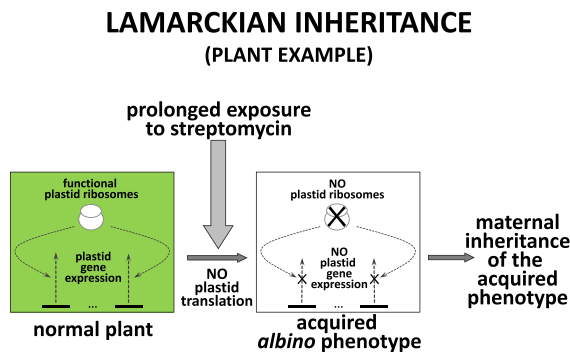 LAMARCKIAN INHERITANCE
(PLANT EXAMPLE)
prolonged exposure
to streptomycin
functional
plastid ribosomes
plastid
gene
expression
...
normal plant
NO
plastid
translation
NO
plastid ribosomes
NO
plastid
gene
expression
...
acquired
albino phenotype
maternal
inheritance
of the
acquired
phenotype